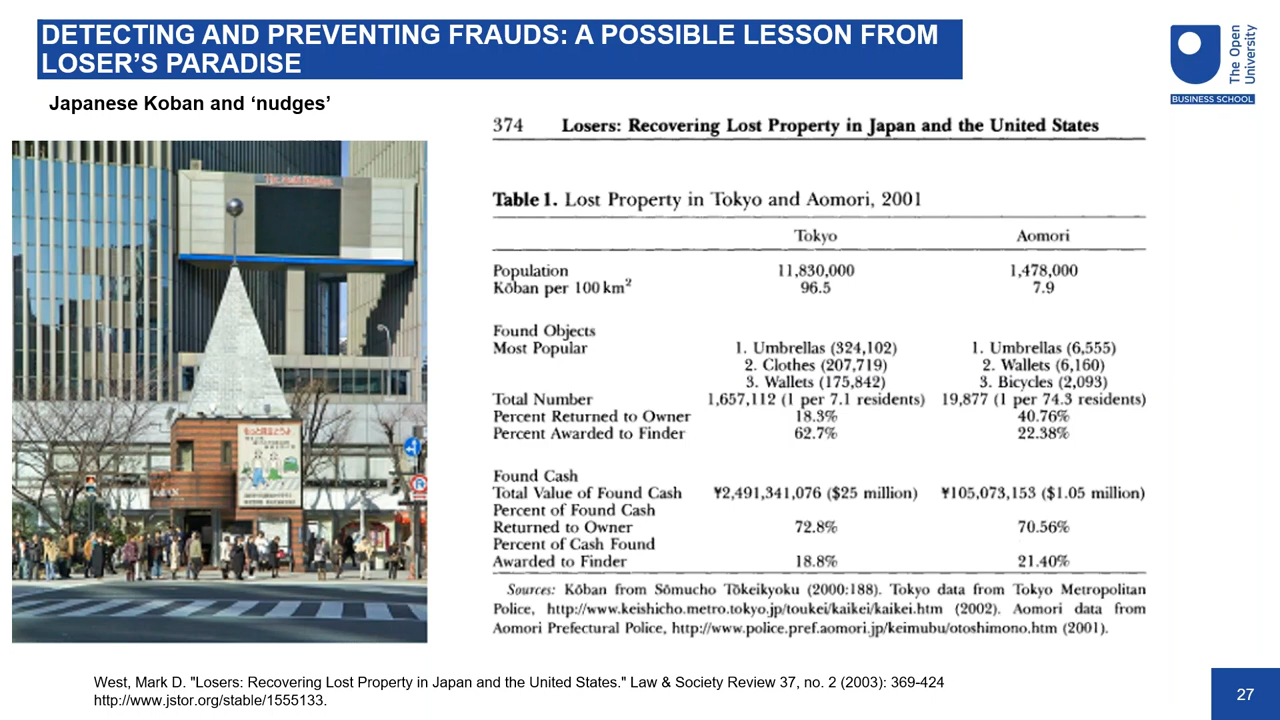 DETECTING AND PREVENTING FRAUDS: A POSSIBLE LESSON FROM
LOSER'S PARADISE
The Open
University
BUSINESS SCHOOL
Japanese Koban and ‘nudges’
374 Losers: Recovering Lost Property in Japan and the United States
Table 1. Lost Property in Tokyo and Aomori, 2001
Tokyo Aomori
Population 11,830,000 1,478,000
Kōban per 100 km² 96.5 7.9
Found Objects
Most Popular 1. Umbrellas (324,102) 1. Umbrellas (6,555)
2. Clothes (207,719) 2. Wallets (6,160)
3. Wallets (175,842) 3. Bicycles (2,093)
Total Number 1,657,112 (1 per 7.1 residents) 19,877 (1 per 74.3 residents)
Percent Returned to Owner 18.3% 40.76%
Percent Awarded to Finder 62.7% 22.38%
Found Cash
Total Value of Found Cash ¥2,491,341,076 ($25 million) ¥105,073,153 ($1.05 million)
Percent of Found Cash
Returned to Owner 72.8% 70.56%
Percent of Cash Found
Awarded to Finder 18.8% 21.40%
Sources: Kōban from Sōmucho Tōkeikyoku (2000:188). Tokyo data from Tokyo Metropolitan
Police, http://www.keishicho.metro.tokyo.jp/toukei/kaikei/kaikei.htm (2002). Aomori data from
Aomori Prefectural Police, http://www.police.pref.aomori.jp/keimubu/otoshimono.htm (2001).
West, Mark D. "Losers: Recovering Lost Property in Japan and the United States." Law & Society Review 37, no. 2 (2003): 369-424
http://www.jstor.org/stable/1555133.
27